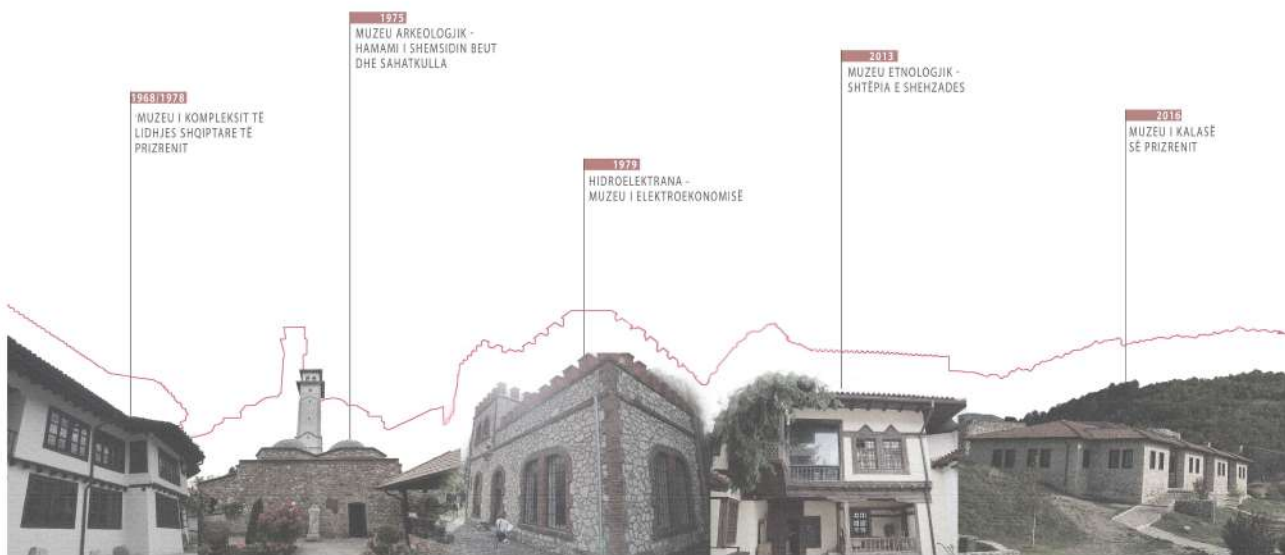 1968/1978
'MUZEU I KOMPLEKSIT TË
LIDHJES SHQIPTARE TË
PRIZRENIT
1975
MUZEU ARKEOLOGJIK -
HAMAMI I SHEMSIDIN BEUT
DHE SAHATKULLA
1979
HIDROELEKTRANA -
MUZEU I ELEKTROEKONOMISË
2013
MUZEU ETNOLOGJIK -
SHTËPIA E SHEHZADES
2016
MUZEU I KALASË
SË PRIZRENIT